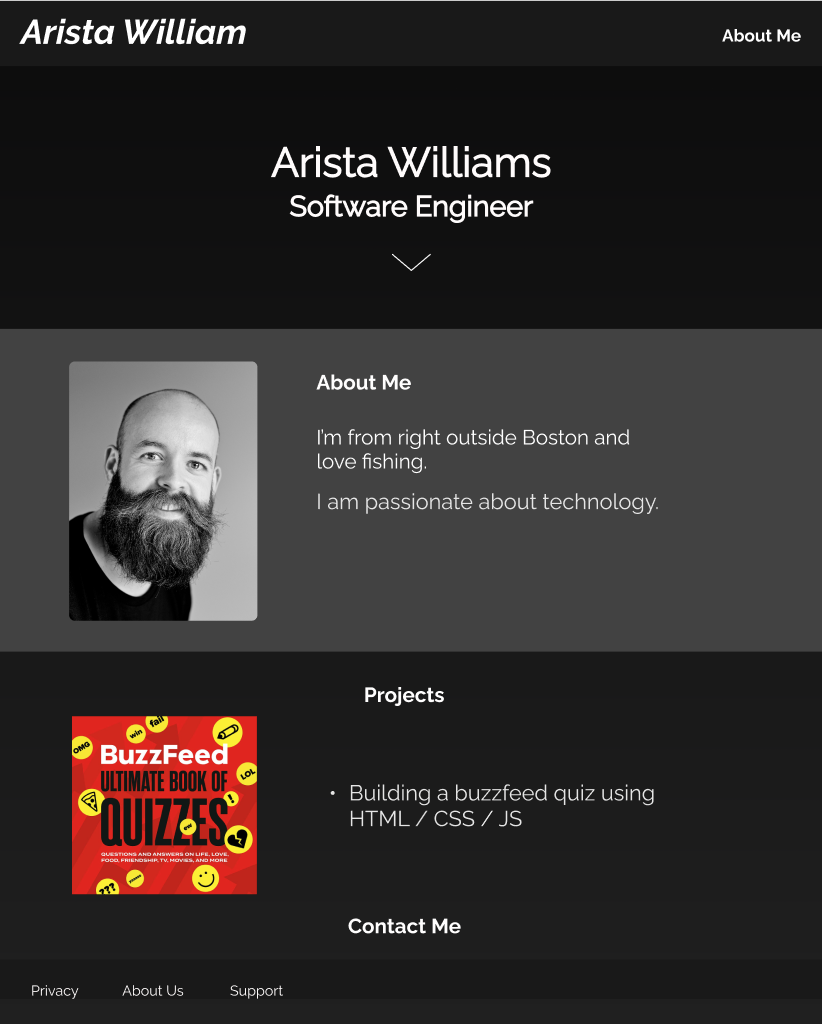 Arista William
About Me
Arista Williams
Software Engineer
About Me
I'm from right outside Boston and
love fishing.
I am passionate about technology.
Projects
OMG
win
fail
BuzzFeed
LOL
ULTIMATE BOOK OF
QUIZZES
!
QUESTIONS AND ANSWERS ON LIFE, LOVE,
FOOD, FRIENDSHIP, TV, MOVIES, AND MORE
???
• Building a buzzfeed quiz using
HTML / CSS / JS
Contact Me
Privacy About Us Support